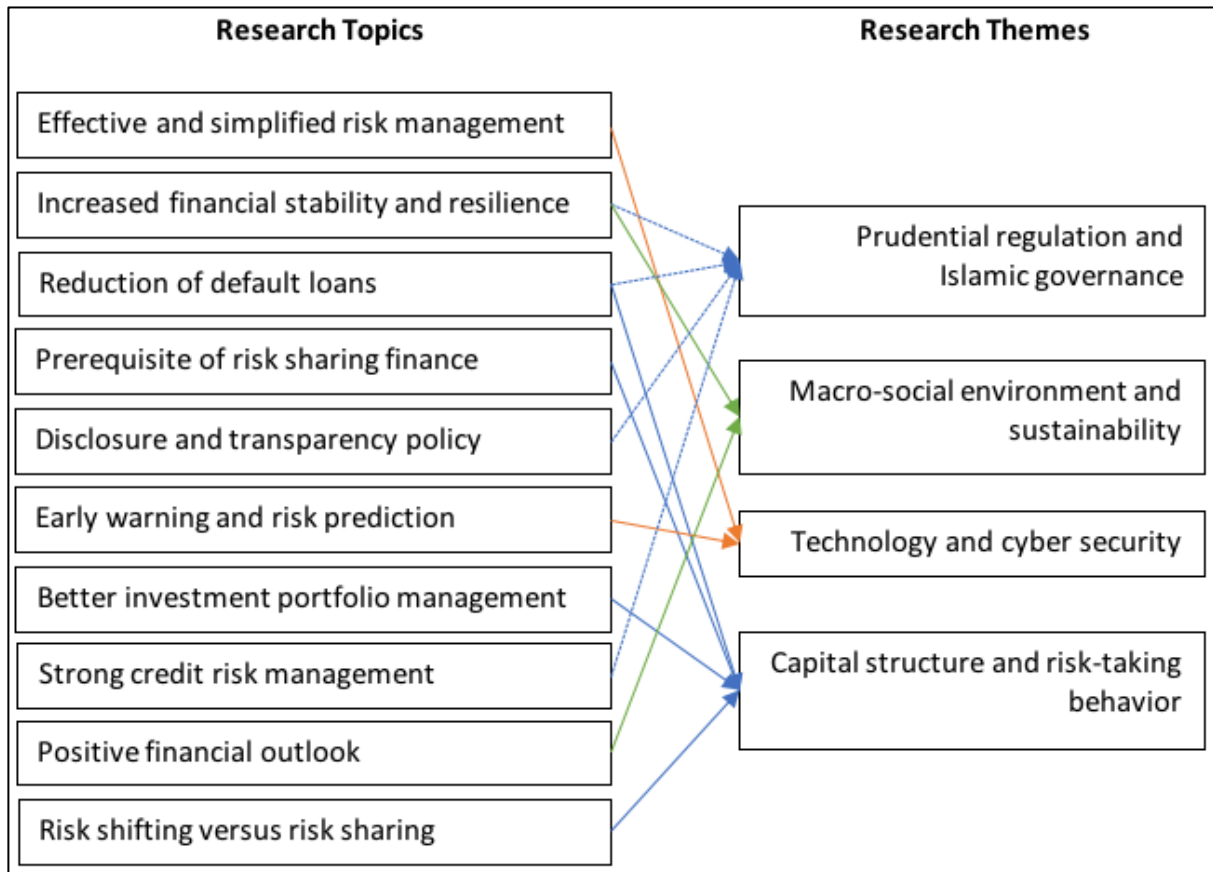 Research Topics
Effective and simplified risk management
Increased financial stability and resilience
Reduction of default loans
Prerequisite of risk sharing finance
Disclosure and transparency policy
Early warning and risk prediction
Better investment portfolio management
Strong credit risk management
Positive financial outlook
Risk shifting versus risk sharing
Research Themes
Prudential regulation and
Islamic governance
Macro-social environment and
sustainability
Technology and cyber security
Capital structure and risk-taking
behavior